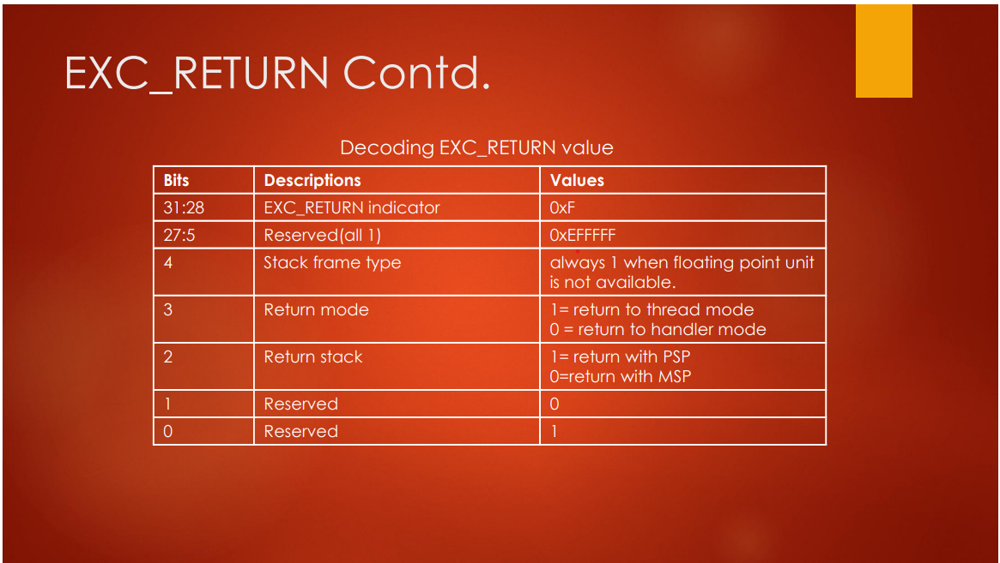 EXC_RETURN Contd.
Decoding EXC_RETURN value
Bits Descriptions Values
31:28 EXC_RETURN indicator 0xF
27:5 Reserved(all 1) 0xEFFFFF
4 Stack frame type always 1 when floating point unit
is not available.
3 Return mode 1= return to thread mode
0 = return to handler mode
2 Return stack 1= return with PSP
0=return with MSP
1 Reserved 0
0 Reserved 1